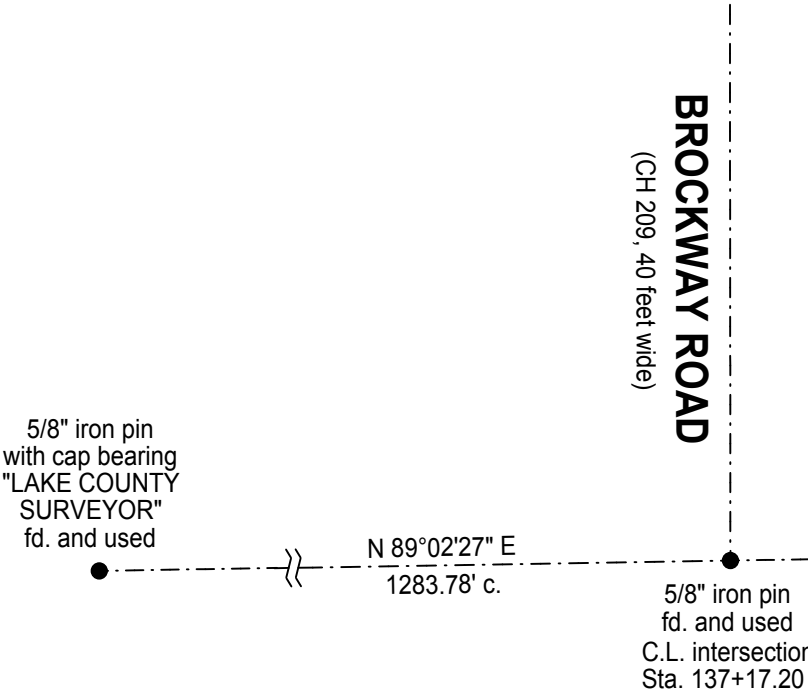 BROCKWAY ROAD
(CH 209, 40 feet wide)
5/8" iron pin
with cap bearing
"LAKE COUNTY
SURVEYOR"
fd. and used
N 89°02'27" E
1283.78' c.
5/8" iron pin
fd. and used
C.L. intersection
Sta. 137+17.20